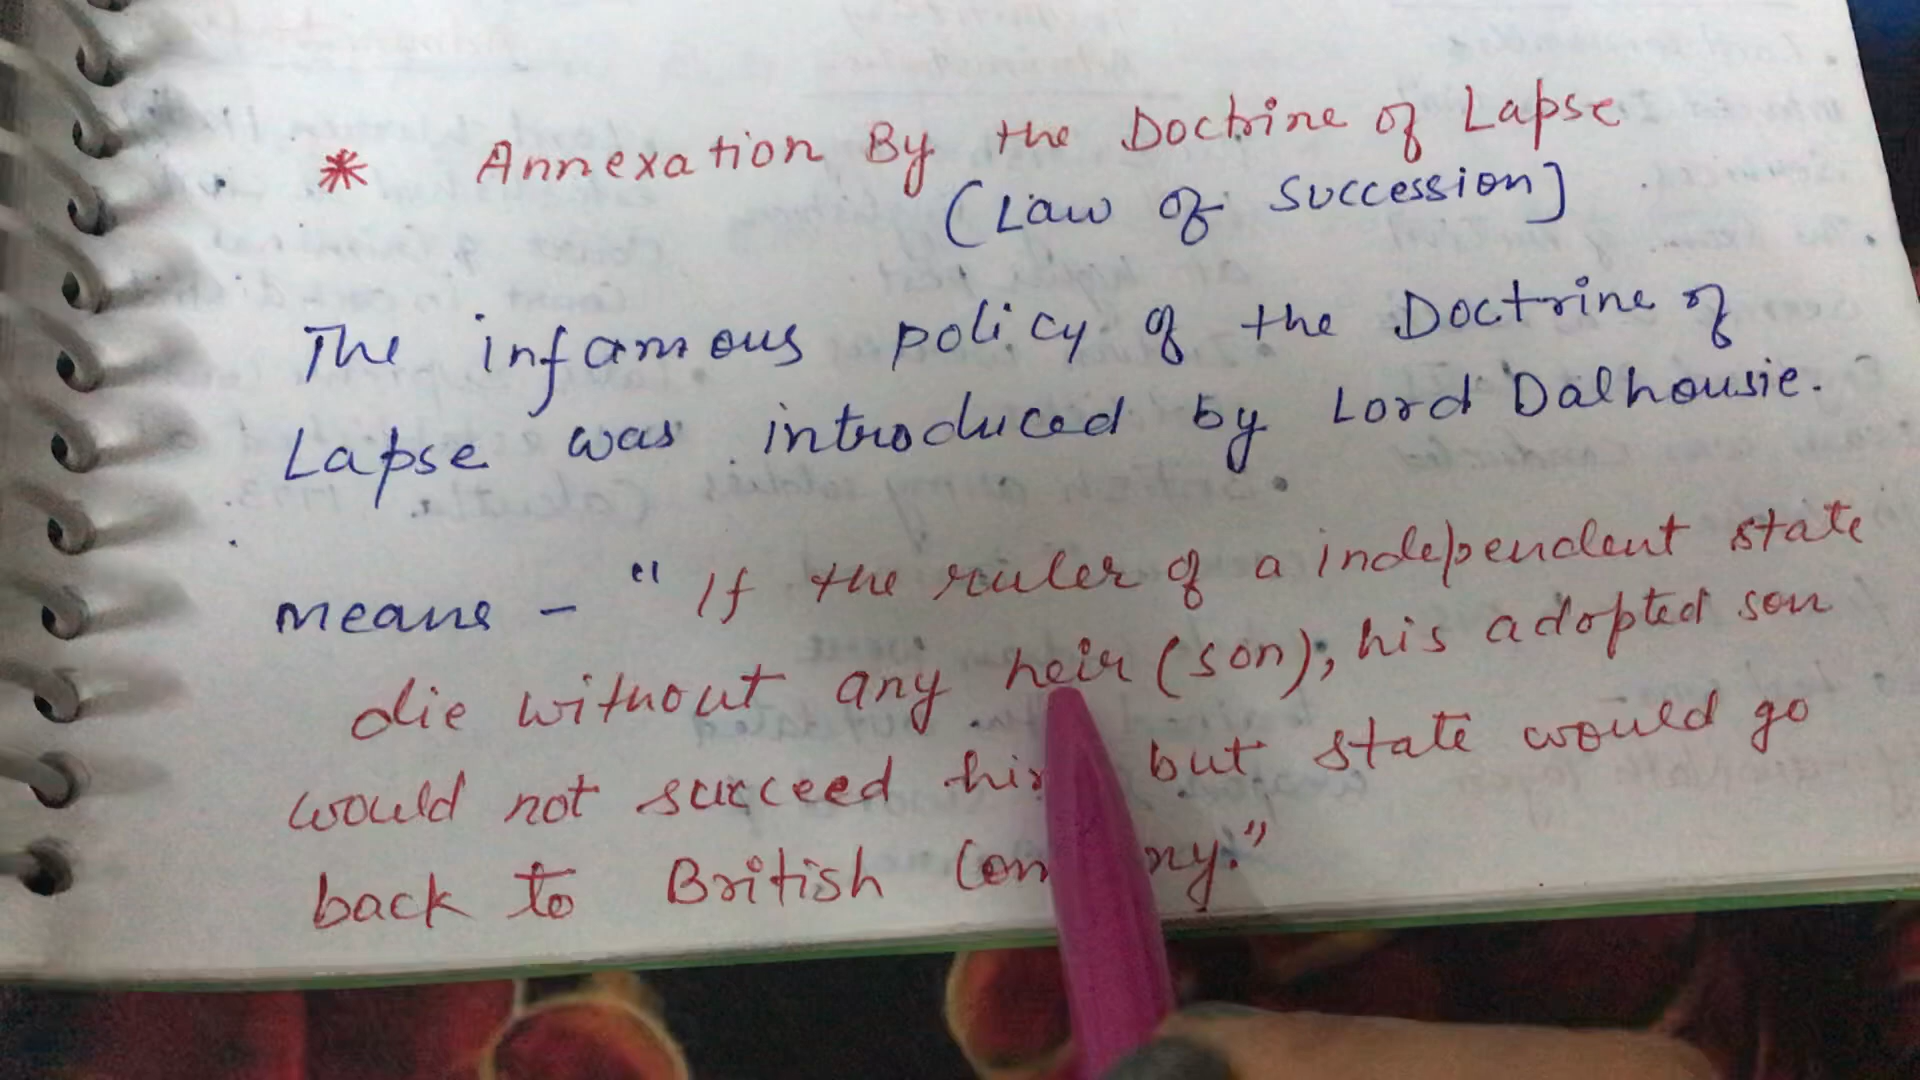 * Annexation By the Doctrine of Lapse
(Law of Succession]
The infamous policy of the Doctrine of
Lapse was introduced by Lord Dalhousie.
means - " If the ruler of a independent state
die without any heir (son); his adopted son
would not succeed but state would go
back to British